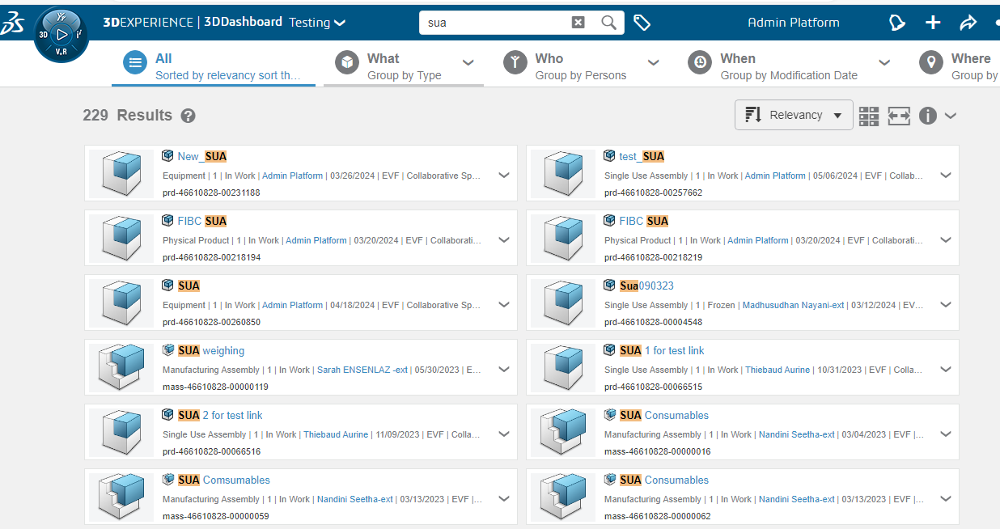 3DEXPERIENCE | 3DDashboard Testing
sua
Admin Platform
3D
V.R
All
Sorted by relevancy sort th...
What
Group by Type
Who
Group by Persons
When
Group by Modification Date
Where
Group by
229 Results ?
Relevancy
New_SUA
Equipment | 1 | In Work | Admin Platform | 03/26/2024 | EVF | Collaborative Sp...
prd-46610828-00231188
test_SUA
Single Use Assembly | 1 | In Work | Admin Platform | 05/06/2024 | EVF | Collab...
prd-46610828-00257662
FIBC SUA
Physical Product | 1 | In Work | Admin Platform | 03/20/2024 | EVF | Collaborati...
prd-46610828-00218194
FIBC SUA
Physical Product | 1 | In Work | Admin Platform | 03/20/2024 | EVF | Collaborati...
prd-46610828-00218219
SUA
Equipment | 1 | In Work | Admin Platform | 04/18/2024 | EVF | Collaborative Sp...
prd-46610828-00260850
Sua090323
Single Use Assembly | 1 | Frozen | Madhusudhan Nayani-ext | 03/12/2024 | EV...
prd-46610828-00004548
SUA weighing
Manufacturing Assembly | 1 | In Work | Sarah ENSENLAZ -ext | 05/30/2023 | E...
mass-46610828-00000119
SUA 1 for test link
Single Use Assembly | 1 | In Work | Thiebaud Aurine | 10/31/2023 | EVF | Colla...
prd-46610828-00066515
SUA 2 for test link
Single Use Assembly | 1 | In Work | Thiebaud Aurine | 11/09/2023 | EVF | Colla...
prd-46610828-00066516
SUA Consumables
Manufacturing Assembly | 1 | In Work | Nandini Seetha-ext | 03/04/2023 | EVF |...
mass-46610828-00000016
SUA Comsumables
Manufacturing Assembly | 1 | In Work | Nandini Seetha-ext | 03/13/2023 | EVF |...
mass-46610828-00000059
SUA Consumables
Manufacturing Assembly | 1 | In Work | Nandini Seetha-ext | 03/13/2023 | EVF |...
mass-46610828-00000062